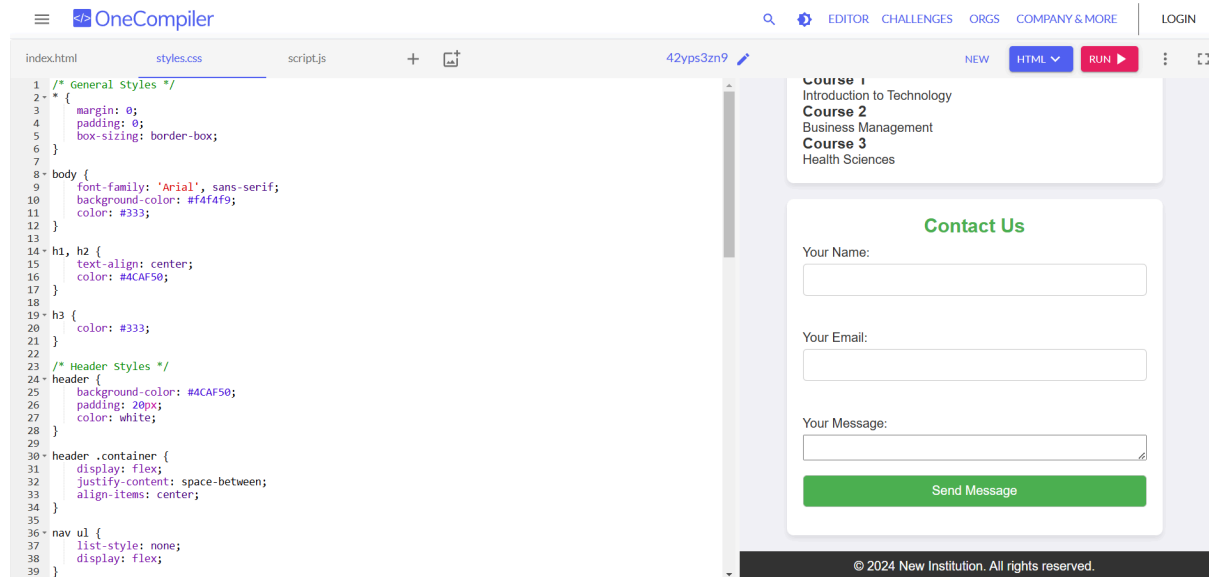 </> OneCompiler
EDITOR CHALLENGES ORGS COMPANY & MORE LOGIN
index.html styles.css script.js + 42yps3zn9 NEW HTML RUN
1 /* General Styles */
2 * {
3 margin: 0;
4 padding: 0;
5 box-sizing: border-box;
6 }
7
8 body {
9 font-family: 'Arial', sans-serif;
10 background-color: #f4f4f9;
11 color: #333;
12 }
13
14 h1, h2 {
15 text-align: center;
16 color: #4CAF50;
17 }
18
19 h3 {
20 color: #333;
21 }
22
23 /* Header Styles */
24 header {
25 background-color: #4CAF50;
26 padding: 20px;
27 color: white;
28 }
29
30 header .container {
31 display: flex;
32 justify-content: space-between;
33 align-items: center;
34 }
35
36 nav ul {
37 list-style: none;
38 display: flex;
39 }
Course 1
Introduction to Technology
Course 2
Business Management
Course 3
Health Sciences
Contact Us
Your Name:
Your Email:
Your Message:
Send Message
© 2024 New Institution. All rights reserved.